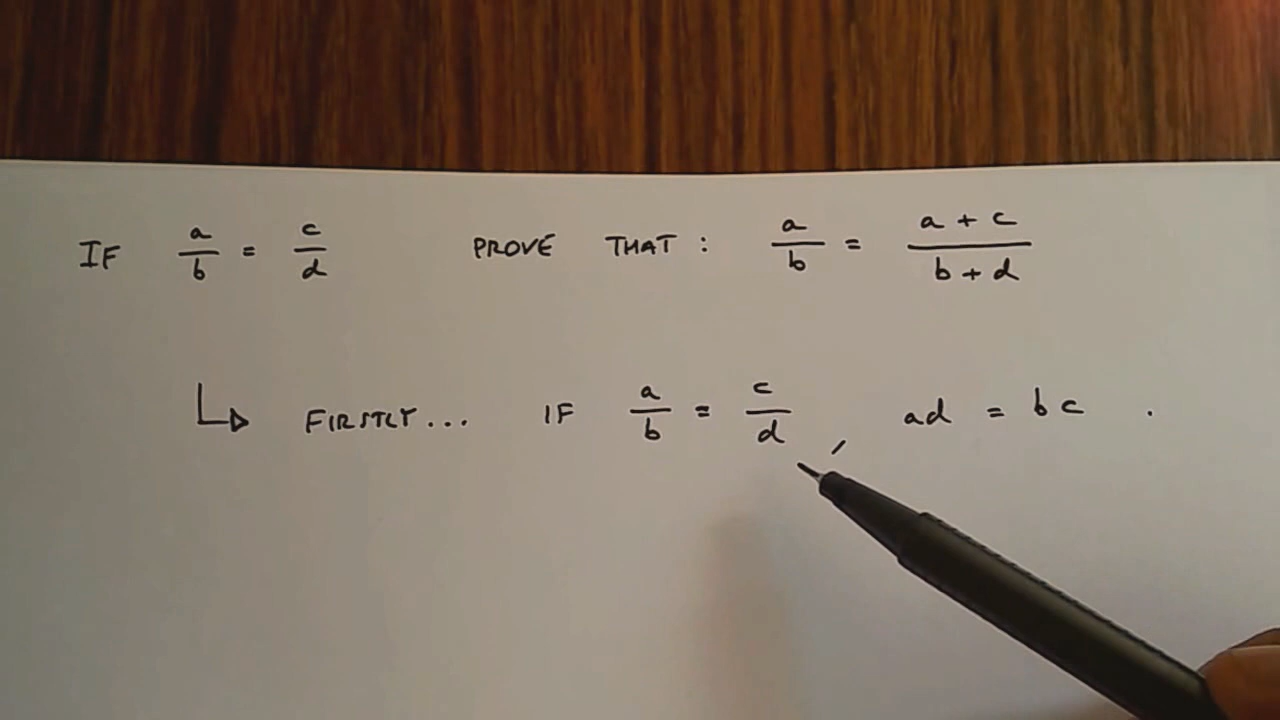 IF a/b = c/d PROVE THAT: a/b = a + c/b + d
FIRSTLY... IF a/b = c/d, ad = bc .